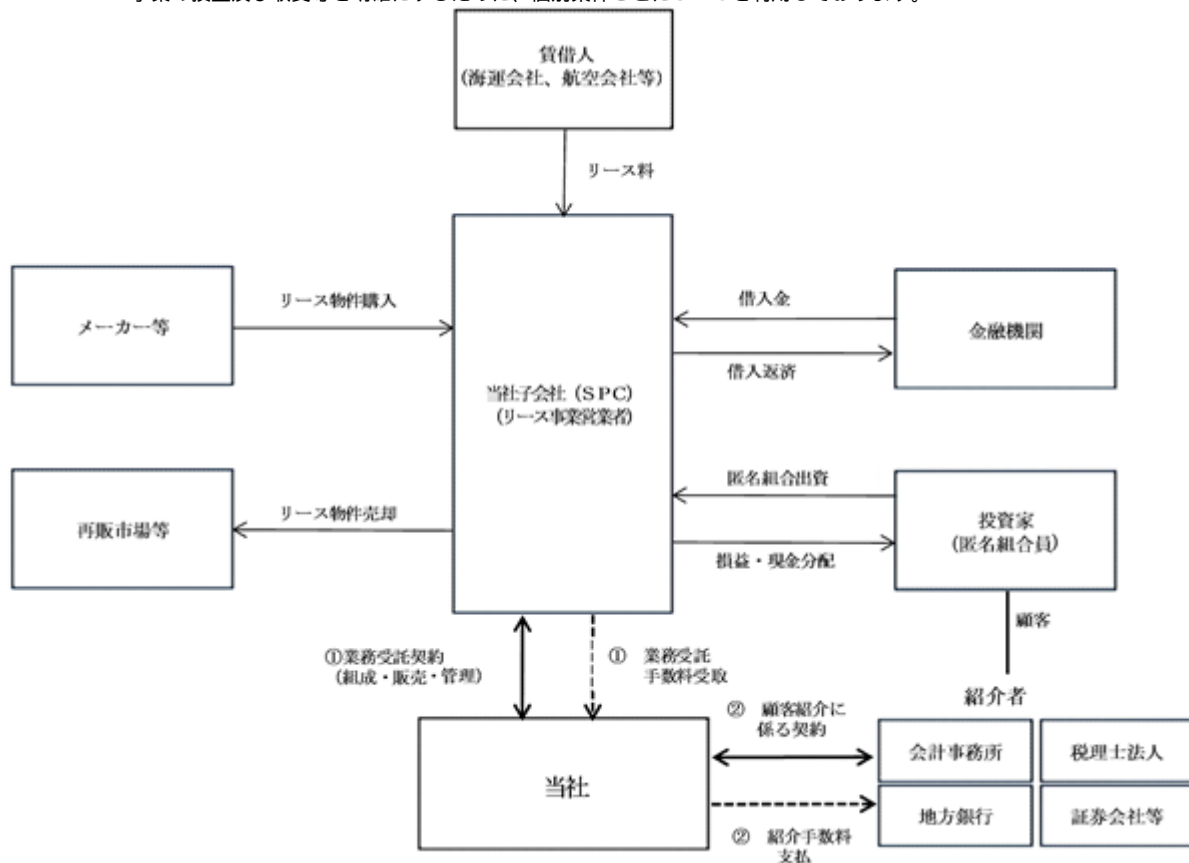 賃借人
(海運会社、航空会社等)
リース料
メーカー等
リース物件購入
当社子会社(SPC)
(リース事業営業者)
借入金
借入返済
金融機関
再販市場等
リース物件売却
匿名組合出資
損益・現金分配
投資家
(匿名組合員)
顧客
①業務受託契約
(組成・販売・管理)
① 業務受託
手数料受取
紹介者
当社
② 顧客紹介に
係る契約
② 紹介手数料
支払
会計事務所
税理士法人
地方銀行
証券会社等